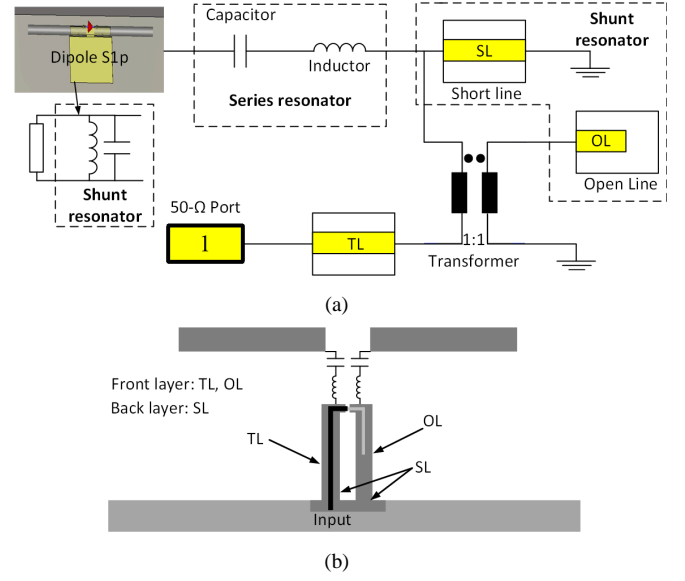 Capacitor
Shunt
resonator
Dipole S1p
SL
Inductor
Short line
Series resonator
OL
Shunt
resonator
Open Line
50-Ω Port
1
TL
1:1
Transformer
(a)
Front layer: TL, OL
Back layer: SL
OL
TL
SL
Input
(b)